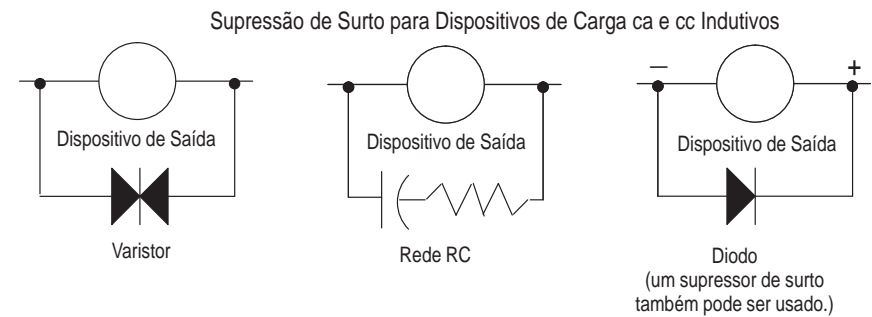 Supressão de Surto para Dispositivos de Carga ca e cc Indutivos
Dispositivo de Saída
Varistor
Dispositivo de Saída
Rede RC
— +
Dispositivo de Saída
Diodo
(um supressor de surto
também pode ser usado.)